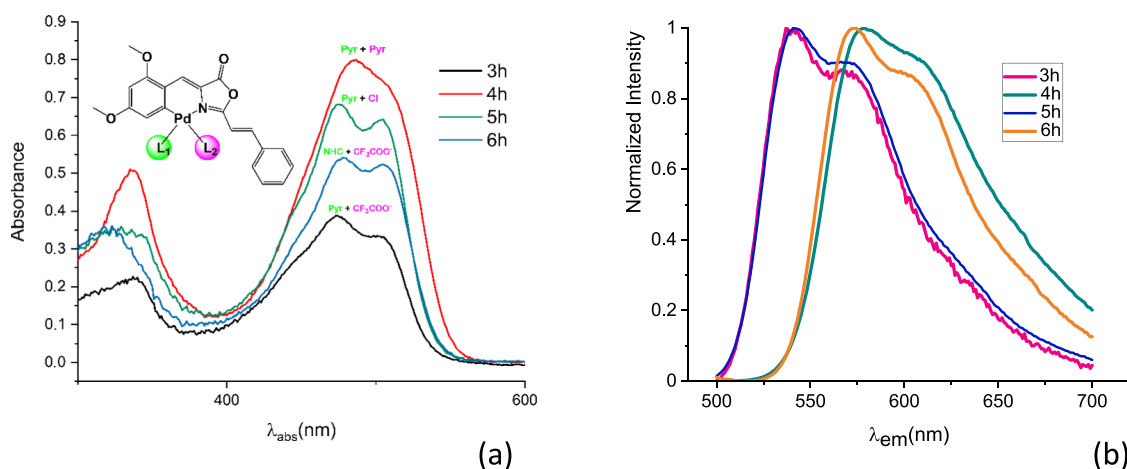 0.9
0.8
0.7
0.6
0.5
0.4
0.3
0.2
0.1
0.0
Absorbance
400
600
λabs(nm)
O
O
O
O
N
Pd
L1
L2
Pyr + Pyr
Pyr + Cl
NHC + CF3COO-
Pyr + CF3COO-
3h
4h
5h
6h
(a)
1
0.8
0.6
0.4
0.2
0
Normalized Intensity
500
550
600
650
700
λem(nm)
3h
4h
5h
6h
(b)